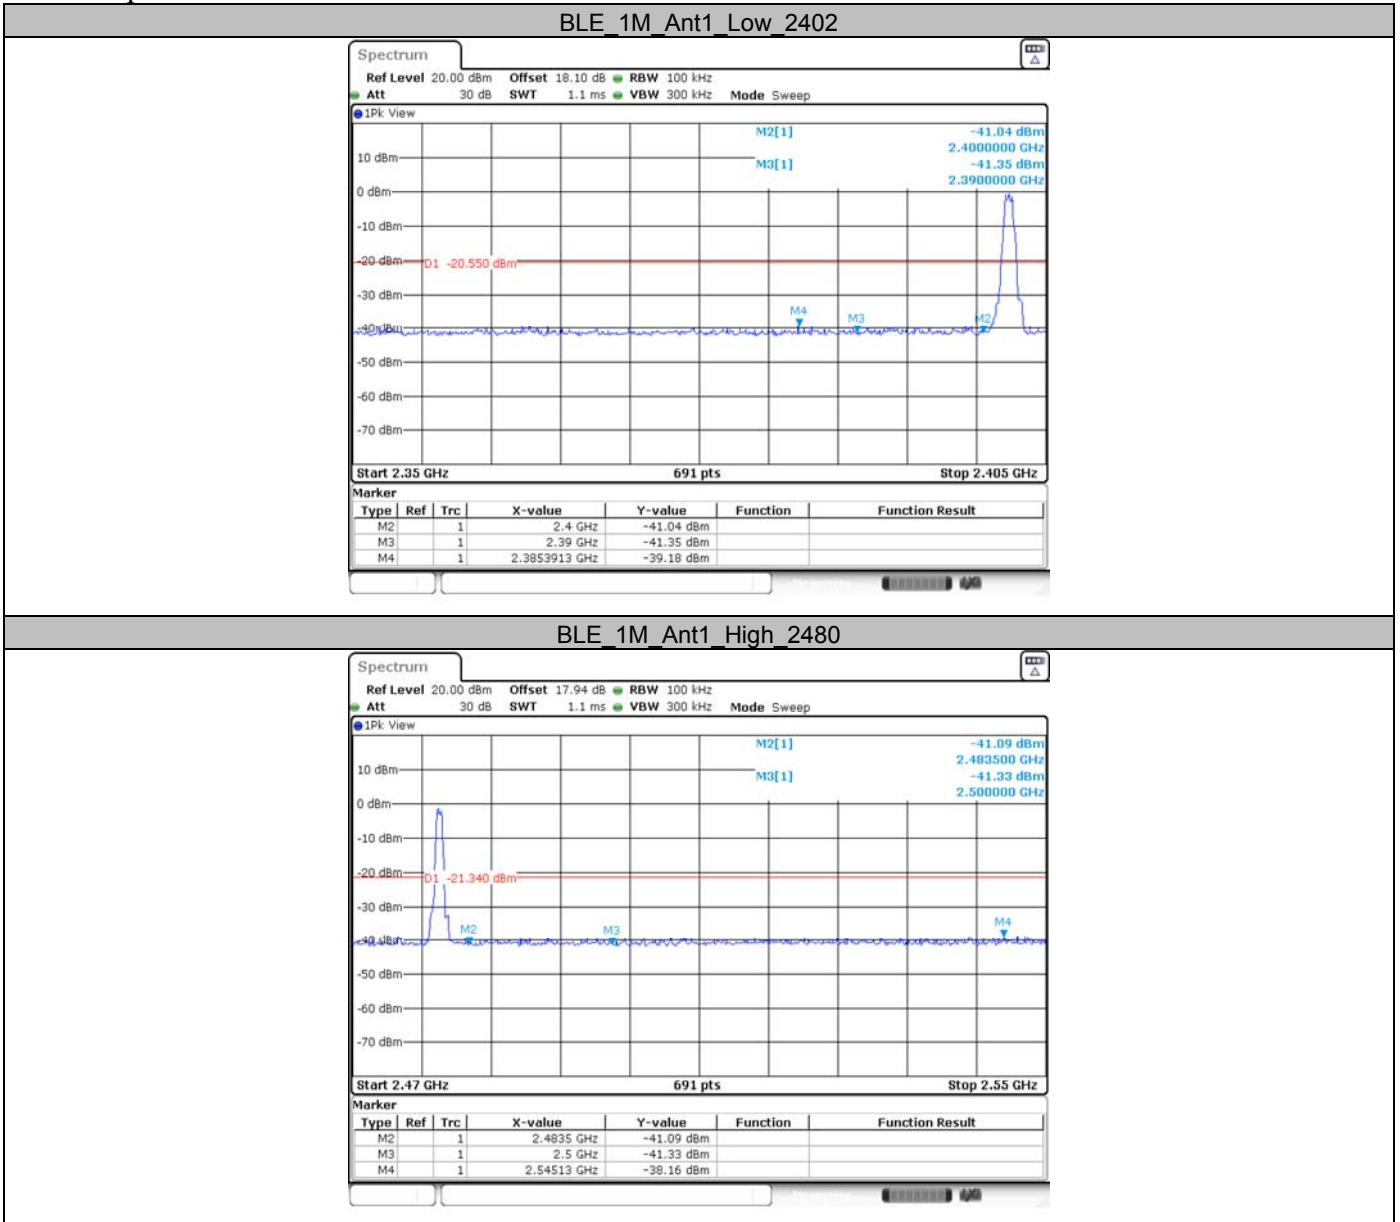 BLE_1M_Ant1_Low_2402
Spectrum
Ref Level 20.00 dBm Offset 18.10 dB RBW 100 kHz
Att 30 dB SWT 1.1 ms VBW 300 kHz Mode Sweep
1Pk View
M2[1] -41.04 dBm
2.4000000 GHz
10 dBm
M3[1] -41.35 dBm
2.3900000 GHz
0 dBm
-10 dBm
-20 dBm
D1 -20.550 dBm
-30 dBm
M4
M3
M2
-40 dBm
-50 dBm
-60 dBm
-70 dBm
Start 2.35 GHz 691 pts Stop 2.405 GHz
Marker
Type Ref Trc X-value Y-value Function Function Result
M2 1 2.4 GHz -41.04 dBm
M3 1 2.39 GHz -41.35 dBm
M4 1 2.3853913 GHz -39.18 dBm
BLE_1M_Ant1_High_2480
Spectrum
Ref Level 20.00 dBm Offset 17.94 dB RBW 100 kHz
Att 30 dB SWT 1.1 ms VBW 300 kHz Mode Sweep
1Pk View
M2[1] -41.09 dBm
2.483500 GHz
10 dBm
M3[1] -41.33 dBm
2.500000 GHz
0 dBm
-10 dBm
-20 dBm
D1 -21.340 dBm
-30 dBm
M2
M3
M4
-40 dBm
-50 dBm
-60 dBm
-70 dBm
Start 2.47 GHz 691 pts Stop 2.55 GHz
Marker
Type Ref Trc X-value Y-value Function Function Result
M2 1 2.4835 GHz -41.09 dBm
M3 1 2.5 GHz -41.33 dBm
M4 1 2.54513 GHz -38.16 dBm